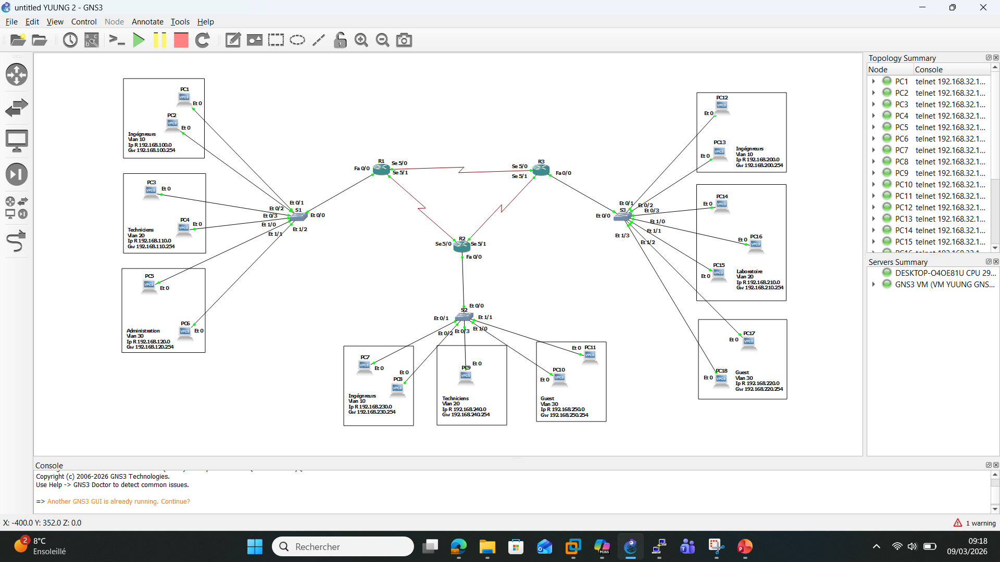 untitled YUUNG 2 - GNS3
File Edit View Control Node Annotate Tools Help
Topology Summary
Node Console
PC1 telnet 192.168.32.1...
PC2 telnet 192.168.32.1...
PC3 telnet 192.168.32.1...
PC4 telnet 192.168.32.1...
PC5 telnet 192.168.32.1...
PC6 telnet 192.168.32.1...
PC7 telnet 192.168.32.1...
PC8 telnet 192.168.32.1...
PC9 telnet 192.168.32.1...
PC10 telnet 192.168.32.1...
PC11 telnet 192.168.32.1...
PC12 telnet 192.168.32.1...
PC13 telnet 192.168.32.1...
PC14 telnet 192.168.32.1...
PC15 telnet 192.168.32.1...
Servers Summary
DESKTOP-O4OE81U CPU 29...
GNS3 VM (VM YUUNG GNS...
PC1
Et 0
PC2
Et 0
Ingégnieurs
Vlan 10
Ip R 192.168.100.0
Gw 192.168.100.254
PC3
Et 0
PC4
Et 0
Techniciens
Vlan 20
Ip R 192.168.110.0
Gw 192.168.110.254
PC5
Et 0
PC6
Et 0
Administration
Vlan 30
Ip R 192.168.120.0
Gw 192.168.120.254
Et 0/1
Et 0/2
S1
Et 0/3
Et 0/0
Et 1/0
Et 1/1
Et 1/2
R1
Se 5/0
Fa 0/0
Se 5/1
R3
Se 5/0
Se 5/1
Fa 0/0
R2
Se 5/0
Se 5/1
Fa 0/0
Et 0/0
S2
Et 0/1
Et 1/1
Et 0/2
Et 0/3
Et 1/0
PC7
Et 0
Et 0
PC8
Ingégnieurs
Vlan 10
Ip R 192.168.230.0
Gw 192.168.230.254
Et 0
PC9
Techniciens
Vlan 20
Ip R 192.168.240.0
Gw 192.168.240.254
Et 0
PC11
PC10
Et 0
Guest
Vlan 30
Ip R 192.168.250.0
Gw 192.168.250.254
Et 0/1
Et 0/2
S3
Et 0/3
Et 0/0
Et 1/0
Et 1/1
Et 1/3
Et 1/2
PC12
Et 0
PC13
Et 0
Ingégnieurs
Vlan 10
Ip R 192.168.200.0
Gw 192.168.200.254
PC14
Et 0
PC16
Et 0
PC15
Et 0
Laboratoire
Vlan 20
Ip R 192.168.210.0
Gw 192.168.210.254
PC17
Et 0
PC18
Et 0
Guest
Vlan 30
Ip R 192.168.220.0
Gw 192.168.220.254
Console
Copyright (c) 2006-2026 GNS3 Technologies.
Use Help -> GNS3 Doctor to detect common issues.
=> Another GNS3 GUI is already running. Continue?
X: -400.0 Y: 352.0 Z: 0.0
1 warning
2
8°C
Ensoleillé
Rechercher
09:18
09/03/2026